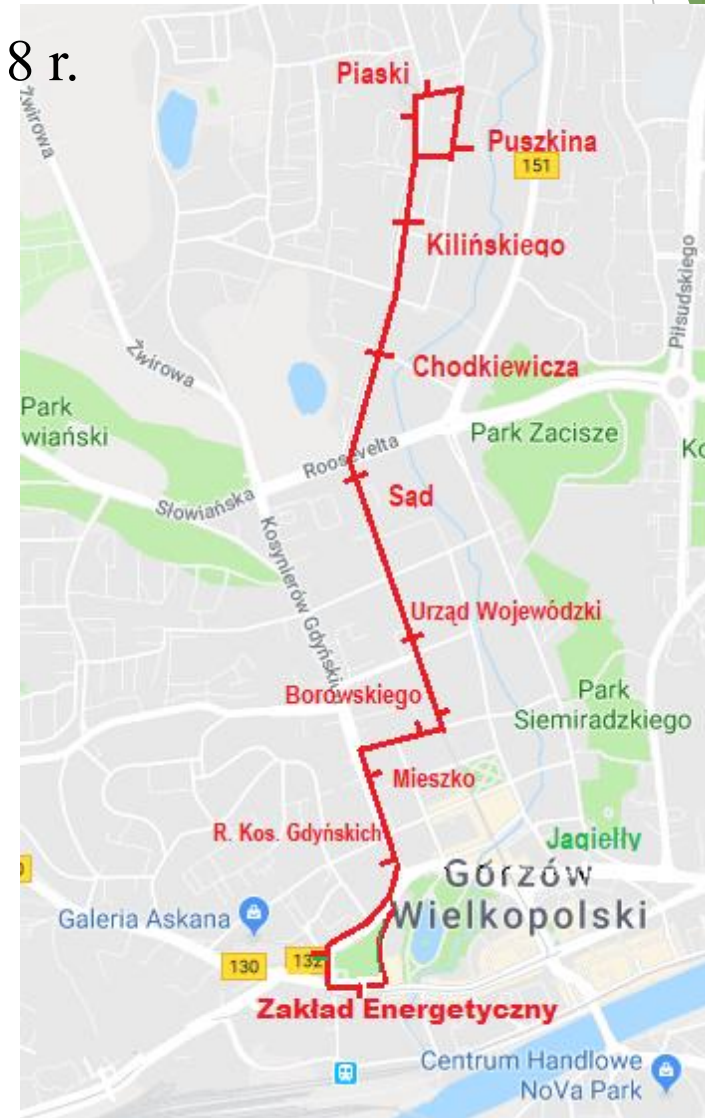 8 r.
Żwirowa
Piaski
Puszkina
151
Kilińskiego
Piłsudskiego
Żwirowa
Chodkiewicza
Park
wiański
Roosevelta
Park Zacisze
Ko
Słowiańska
Sąd
Kosynierów Gdyńskich
Urząd Wojewódzki
Borowskiego
Park
Siemiradzkiego
Mieszko
R. Kos. Gdyńskich
Jagiełły
Górzów
Wielkopolski
Galeria Askana
130
132
Zakład Energetyczny
Centrum Handlowe
NoVa Park